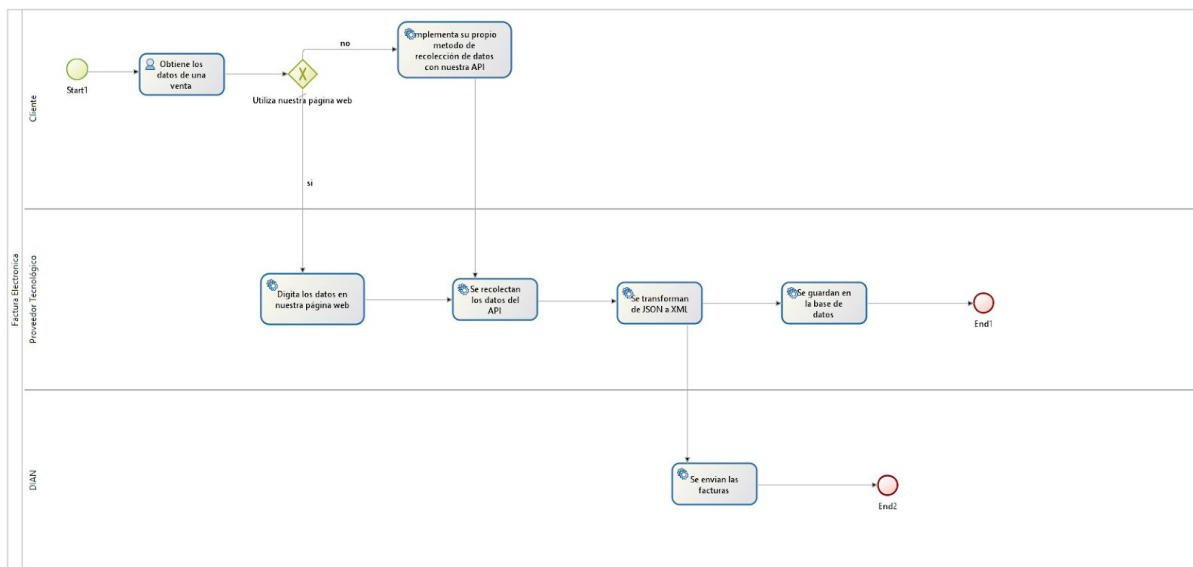 Factura Electronica
Cliente
Start1
Obtiene los
datos de una
venta
Utiliza nuestra página web
no
si
Implementa su propio
metodo de
recolección de datos
con nuestra API
Proveedor Tecnológico
Digita los datos en
nuestra página web
Se recolectan
los datos del
API
Se transforman
de JSON a XML
Se guardan en
la base de
datos
End1
DIAN
Se envian las
facturas
End2